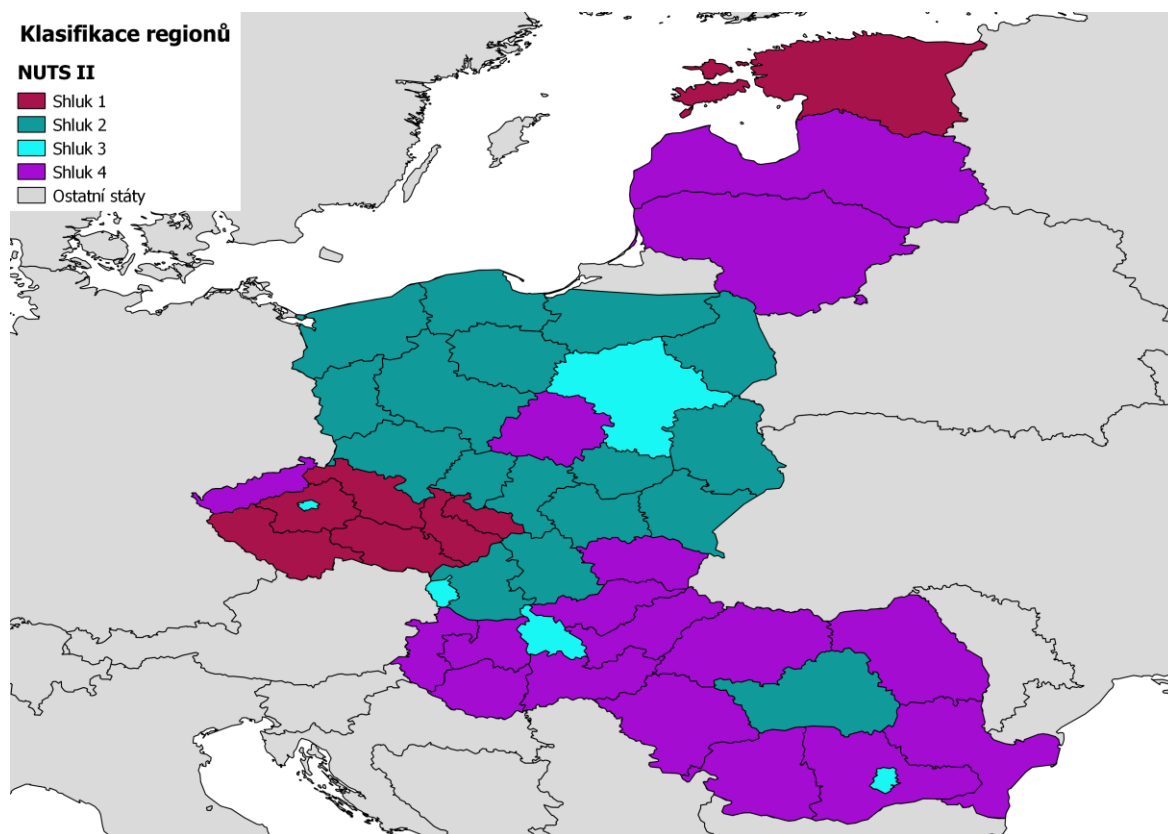 Klasifikace regionů
NUTS II
Shluk 1
Shluk 2
Shluk 3
Shluk 4
Ostatní státy